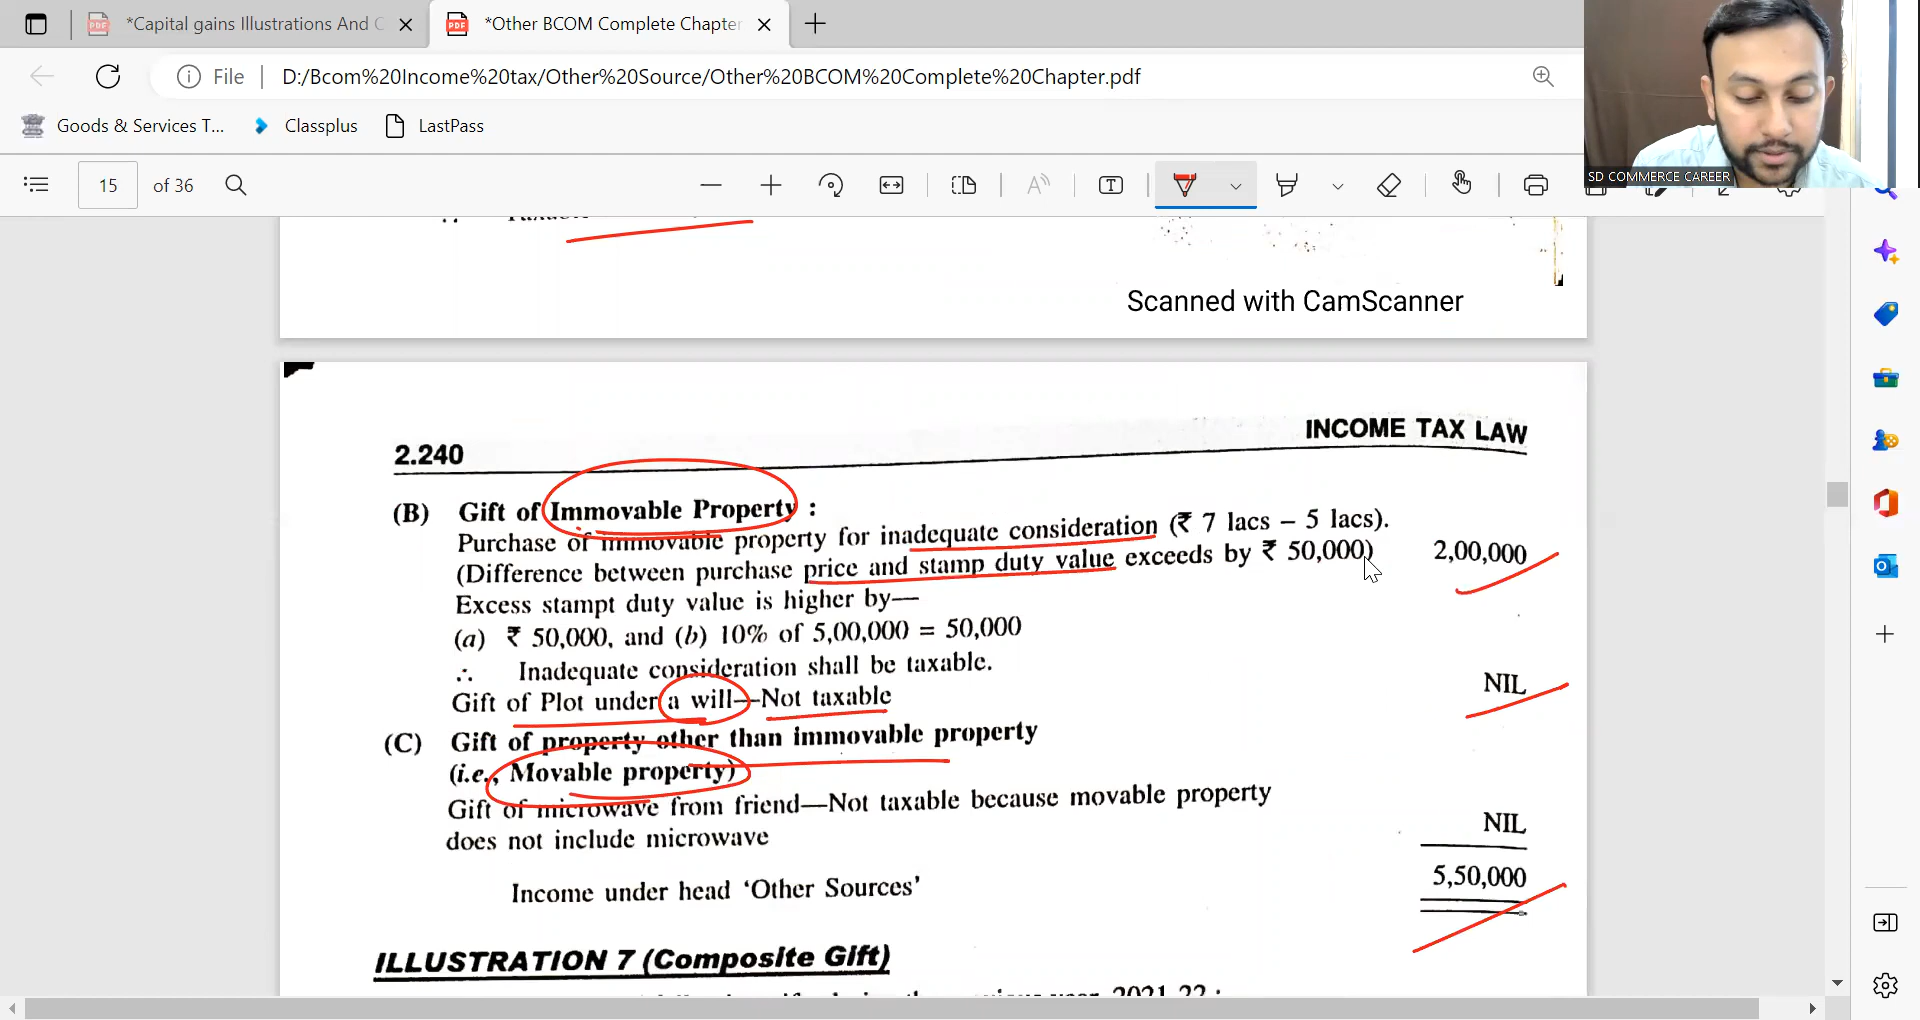 *Capital gains Illustrations And C
*Other BCOM Complete Chapter
File
D:/Bcom%20Income%20tax/Other%20Source/Other%20BCOM%20Complete%20Chapter.pdf
Goods & Services T...
Classplus
LastPass
15
of 36
SD COMMERCE CAREER
Scanned with CamScanner
2.240
INCOME TAX LAW
(B) Gift of Immovable Property :
Purchase of immovable property for inadequate consideration (₹ 7 lacs – 5 lacs).
(Difference between purchase price and stamp duty value exceeds by ₹ 50,000) 2,00,000
Excess stampt duty value is higher by—
(a) ₹ 50,000, and (b) 10% of 5,00,000 = 50,000
∴ Inadequate consideration shall be taxable.
Gift of Plot under a will—Not taxable NIL
(C) Gift of property other than immovable property
(i.e., Movable property)
Gift of microwave from friend—Not taxable because movable property
does not include microwave NIL
Income under head ‘Other Sources’ 5,50,000
ILLUSTRATION 7 (Composite Gift)